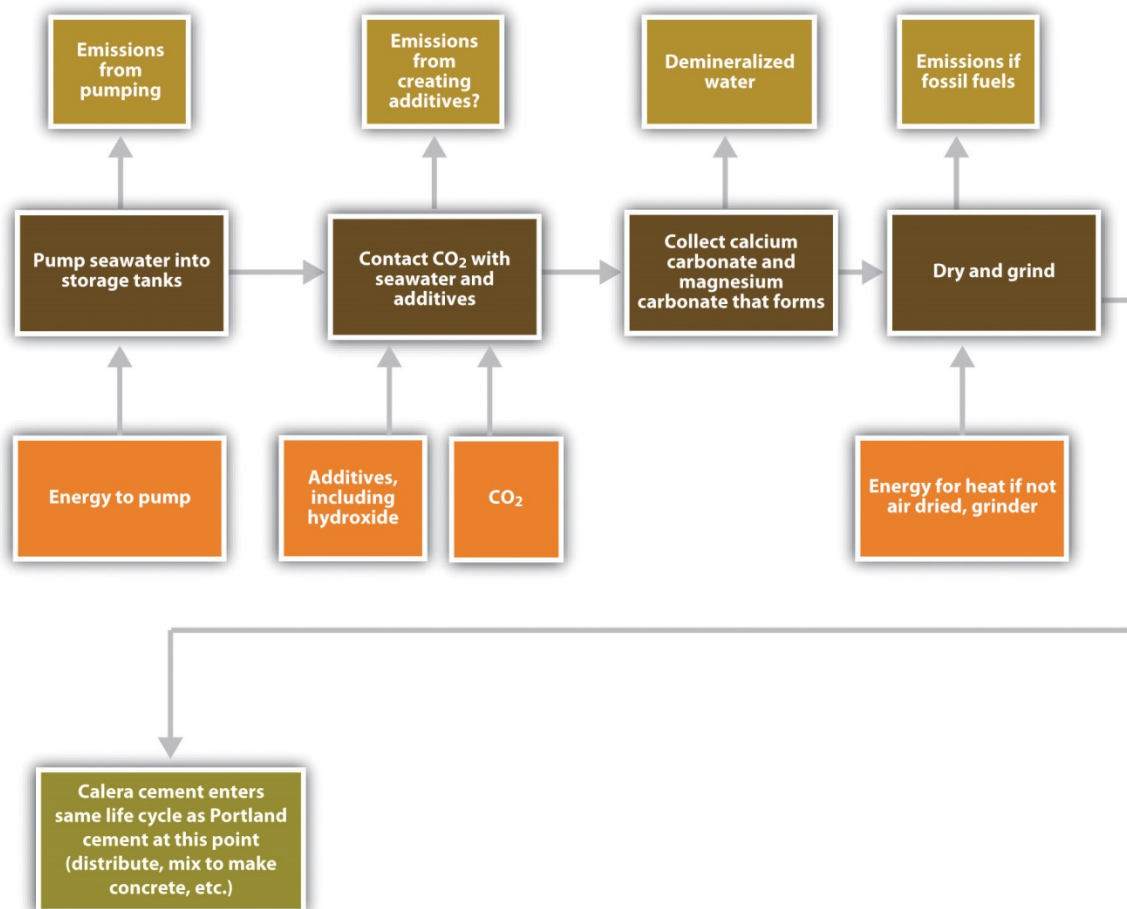 Emissions
from
pumping
Emissions
from
creating
additives?
Demineralized
water
Emissions if
fossil fuels
Pump seawater into
storage tanks
Contact CO₂ with
seawater and
additives
Collect calcium
carbonate and
magnesium
carbonate that forms
Dry and grind
Energy to pump
Additives,
including
hydroxide
CO₂
Energy for heat if not
air dried, grinder
Calera cement enters
same life cycle as Portland
cement at this point
(distribute, mix to make
concrete, etc.)